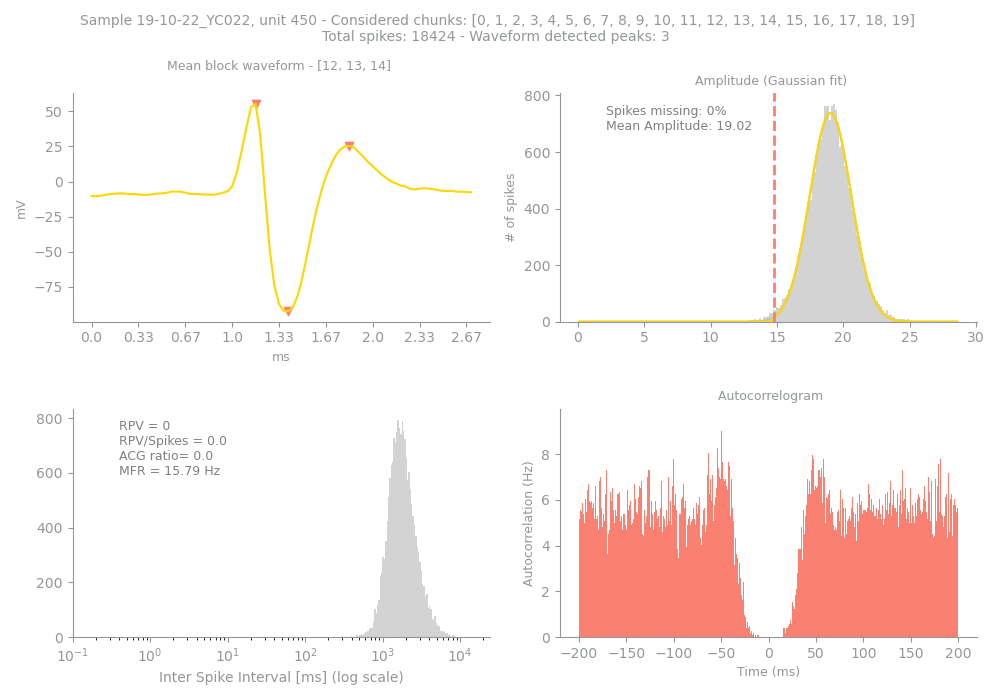 Sample 19-10-22_YC022, unit 450 - Considered chunks: [0, 1, 2, 3, 4, 5, 6, 7, 8, 9, 10, 11, 12, 13, 14, 15, 16, 17, 18, 19]
Total spikes: 18424 - Waveform detected peaks: 3
Mean block waveform - [12, 13, 14]
50
25
0
−25
−50
−75
mV
0.0 0.33 0.67 1.0 1.33 1.67 2.0 2.33 2.67
ms
Amplitude (Gaussian fit)
Spikes missing: 0%
Mean Amplitude: 19.02
800
600
400
200
0
# of spikes
0 5 10 15 20 25 30
RPV = 0
RPV/Spikes = 0.0
ACG ratio= 0.0
MFR = 15.79 Hz
800
600
400
200
0
10⁻¹ 10⁰ 10¹ 10² 10³ 10⁴
Inter Spike Interval [ms] (log scale)
Autocorrelogram
8
6
4
2
0
Autocorrelation (Hz)
−200 −150 −100 −50 0 50 100 150 200
Time (ms)